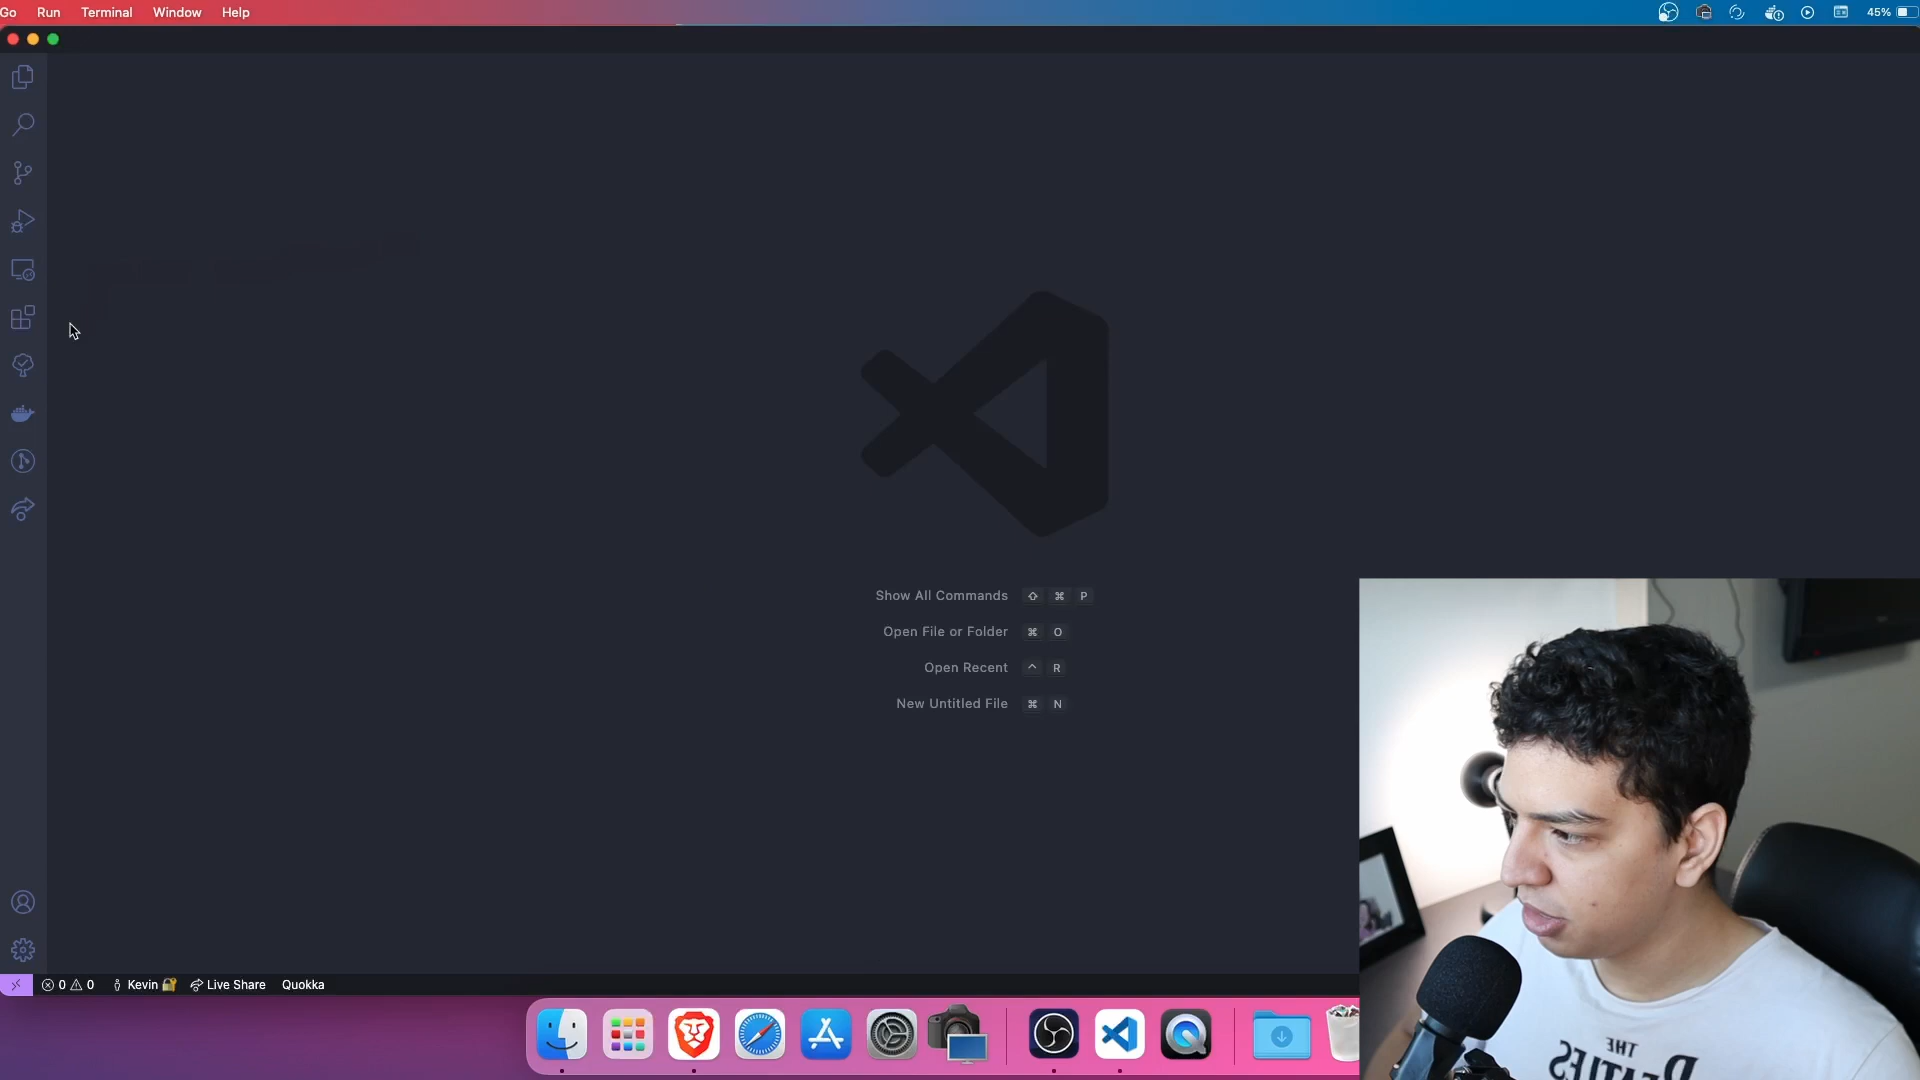 Go Run Terminal Window Help 45%
Show All Commands ⇧ ⌘ P
Open File or Folder ⌘ O
Open Recent ^ R
New Untitled File ⌘ N
0 0 Kevin 🔐 Live Share Quokka
THE
BEATLES